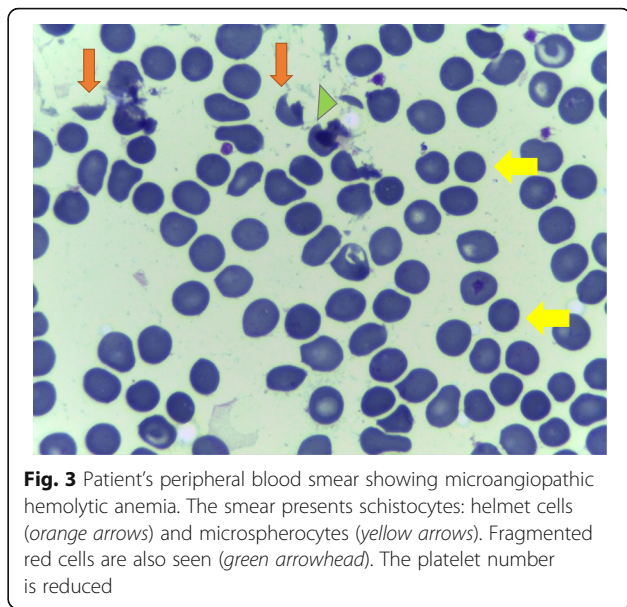 Fig. 3 Patient's peripheral blood smear showing microangiopathic
hemolytic anemia. The smear presents schistocytes: helmet cells
(orange arrows) and microspherocytes (yellow arrows). Fragmented
red cells are also seen (green arrowhead). The platelet number
is reduced